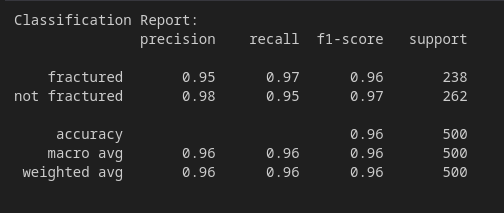 Classification Report:
precision recall f1-score support
fractured 0.95 0.97 0.96 238
not fractured 0.98 0.95 0.97 262
accuracy 0.96 500
macro avg 0.96 0.96 0.96 500
weighted avg 0.96 0.96 0.96 500